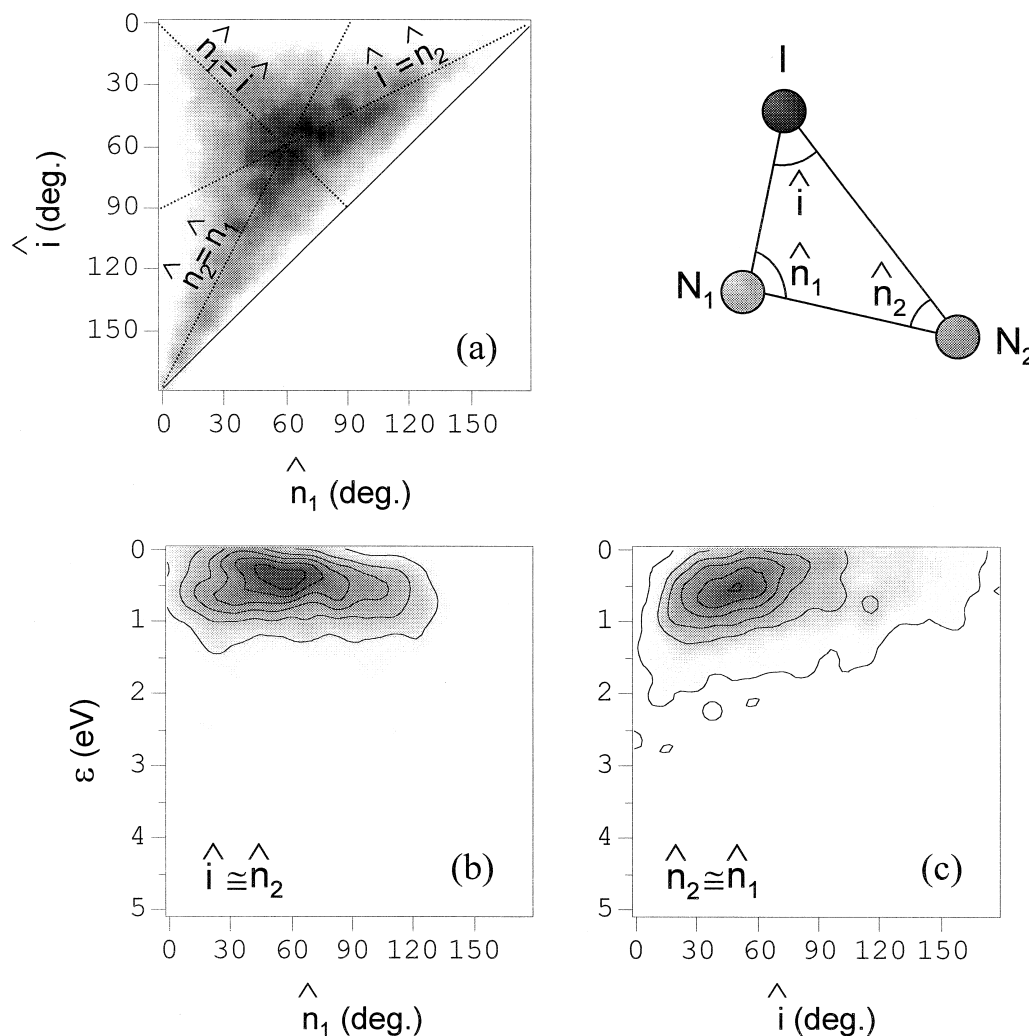 0
30
60
90
120
150
î (deg.)
n̂₁=î
î=n̂₂
n̂₂=n̂₁
(a)
0 30 60 90 120 150
n̂₁ (deg.)
I
î
N₁
n̂₁
n̂₂
N₂
0
1
2
3
4
5
ε (eV)
î ≅ n̂₂
(b)
0 30 60 90 120 150
n̂₁ (deg.)
0
1
2
3
4
5
n̂₂ ≅ n̂₁
(c)
0 30 60 90 120 150
î (deg.)